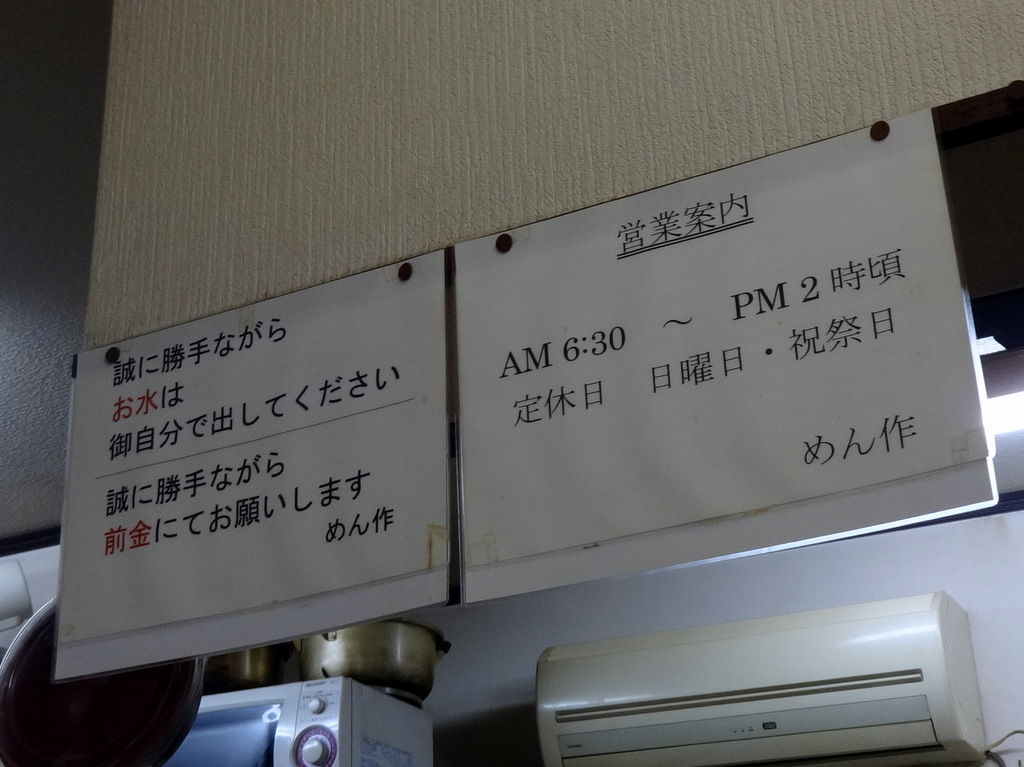 誠に勝手ながら
お水は
御自分で出してください
誠に勝手ながら
前金にてお願いします
めん作
営業案内
AM 6:30 ～ PM 2 時頃
定休日 日曜日・祝祭日
めん作
SHARP